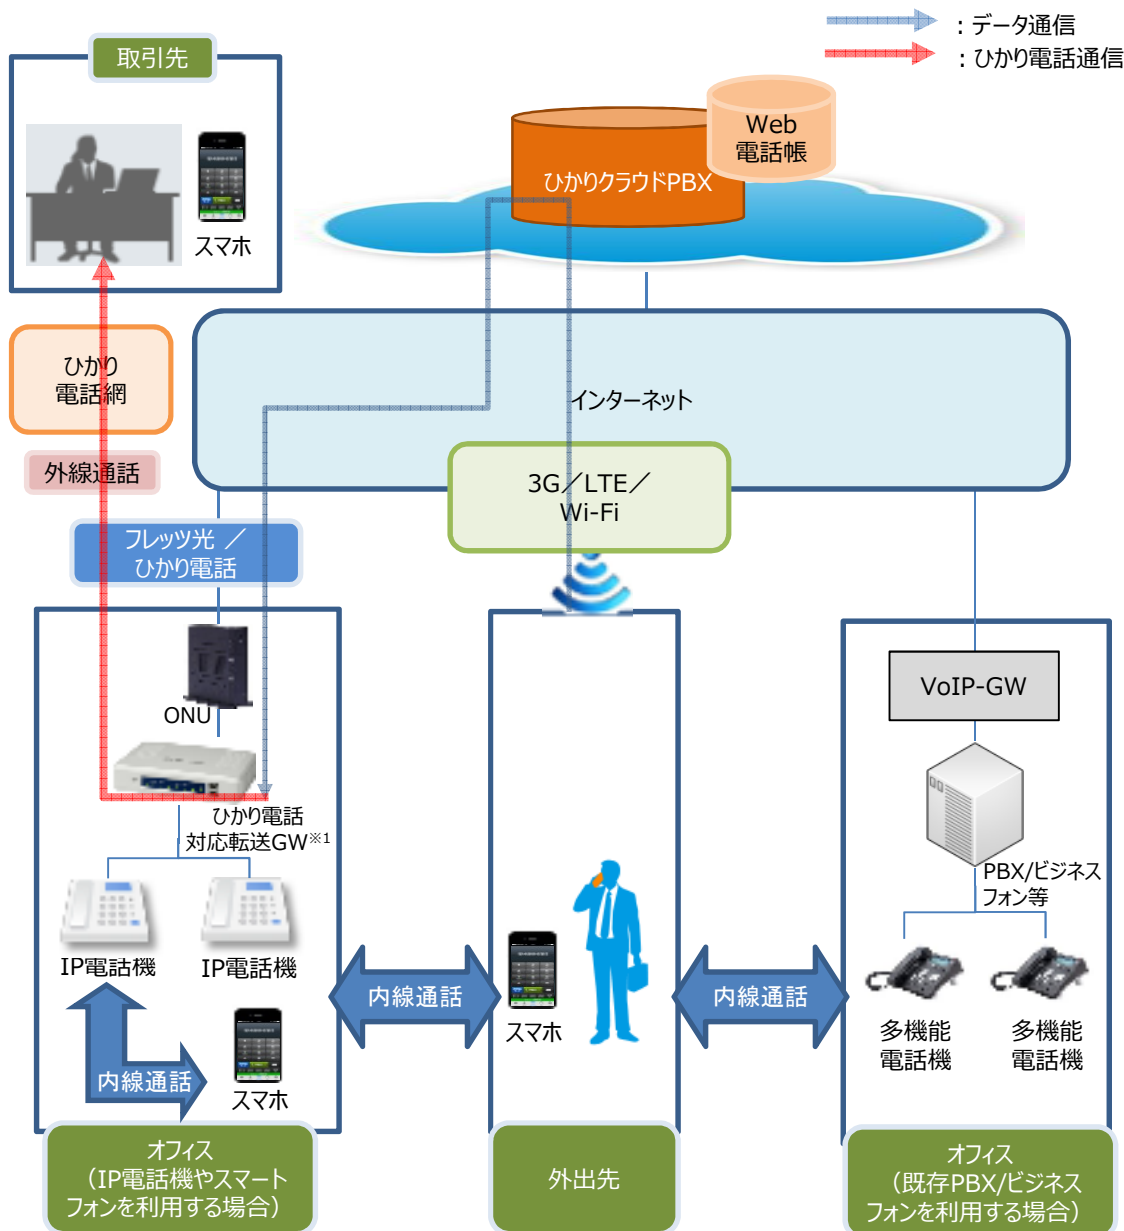 ：データ通信
：ひかり電話通信
取引先
スマホ
Web
電話帳
ひかりクラウドPBX
ひかり
電話網
インターネット
外線通話
3G／LTE／
Wi-Fi
フレッツ光 ／
ひかり電話
ONU
VoIP-GW
ひかり電話
対応転送GW※1
PBX/ビジネス
フォン等
IP電話機
IP電話機
内線通話
内線通話
スマホ
多機能
電話機
多機能
電話機
内線通話
スマホ
オフィス
（IP電話機やスマート
フォンを利用する場合）
外出先
オフィス
（既存PBX/ビジネス
フォンを利用する場合）